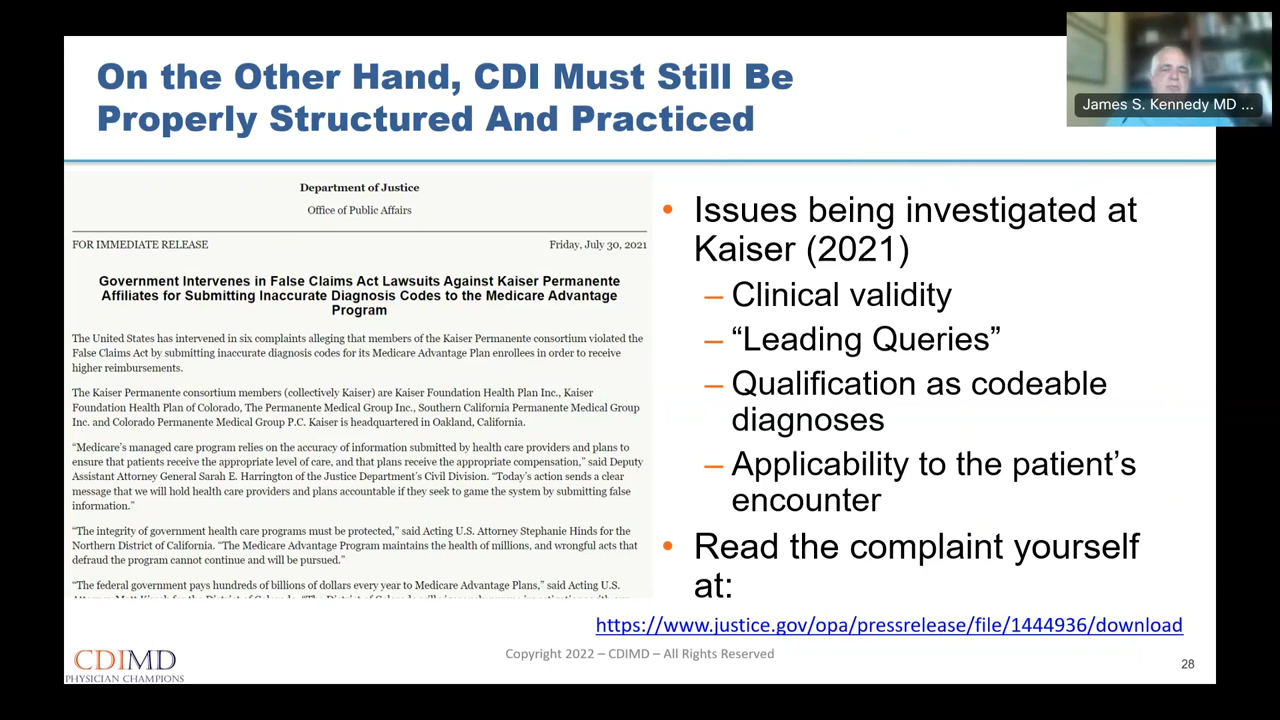 On the Other Hand, CDI Must Still Be
Properly Structured And Practiced
James S. Kennedy MD ...
Department of Justice
Office of Public Affairs
FOR IMMEDIATE RELEASE
Friday, July 30, 2021
Government Intervenes in False Claims Act Lawsuits Against Kaiser Permanente
Affiliates for Submitting Inaccurate Diagnosis Codes to the Medicare Advantage
Program
The United States has intervened in six complaints alleging that members of the Kaiser Permanente consortium violated the
False Claims Act by submitting inaccurate diagnosis codes for its Medicare Advantage Plan enrollees in order to receive
higher reimbursements.
The Kaiser Permanente consortium members (collectively Kaiser) are Kaiser Foundation Health Plan Inc., Kaiser
Foundation Health Plan of Colorado, The Permanente Medical Group Inc., Southern California Permanente Medical Group
Inc. and Colorado Permanente Medical Group P.C. Kaiser is headquartered in Oakland, California.
“Medicare’s managed care program relies on the accuracy of information submitted by health care providers and plans to
ensure that patients receive the appropriate level of care, and that plans receive the appropriate compensation,” said Deputy
Assistant Attorney General Sarah E. Harrington of the Justice Department’s Civil Division. “Today’s action sends a clear
message that we will hold health care providers and plans accountable if they seek to game the system by submitting false
information.”
“The integrity of government health care programs must be protected,” said Acting U.S. Attorney Stephanie Hinds for the
Northern District of California. “The Medicare Advantage Program maintains the health of millions, and wrongful acts that
defraud the program cannot continue and will be pursued.”
“The federal government pays hundreds of billions of dollars every year to Medicare Advantage Plans,” said Acting U.S.
• Issues being investigated at
Kaiser (2021)
– Clinical validity
– “Leading Queries”
– Qualification as codeable
diagnoses
– Applicability to the patient’s
encounter
• Read the complaint yourself
at:
https://www.justice.gov/opa/pressrelease/file/1444936/download
CDIMD
PHYSICIAN CHAMPIONS
Copyright 2022 – CDIMD – All Rights Reserved
28